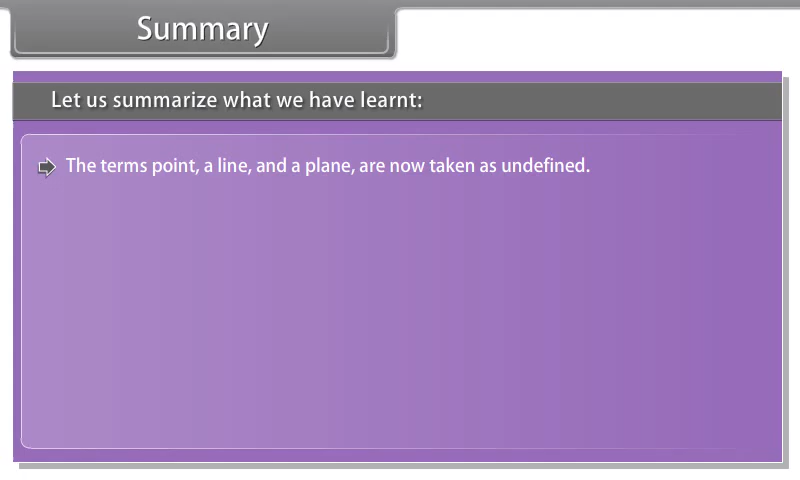 Summary
Let us summarize what we have learnt:
The terms point, a line, and a plane, are now taken as undefined.